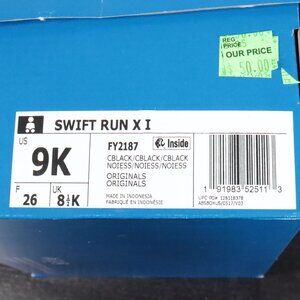 REG
PRICE
OUR PRICE
50.00
SWIFT RUN X I
US
9K
F
26
UK
8½K
FY2187
Inside
CBLACK/CBLACK/CBLACK
NOIESS/NOIESS/NOIESS
ORIGINALS
ORIGINALS
MADE IN INDONESIA
FABRIQUÉ EN INDONÉSIE
1 91983 52511 3